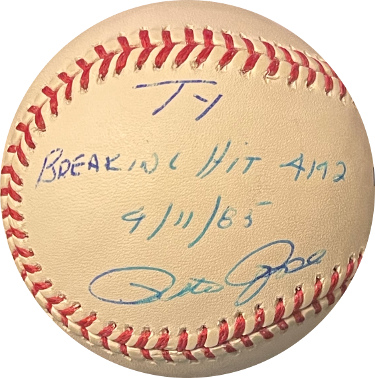 Ty
BREAKING HIT 4192
9/11/85
Pete Rose